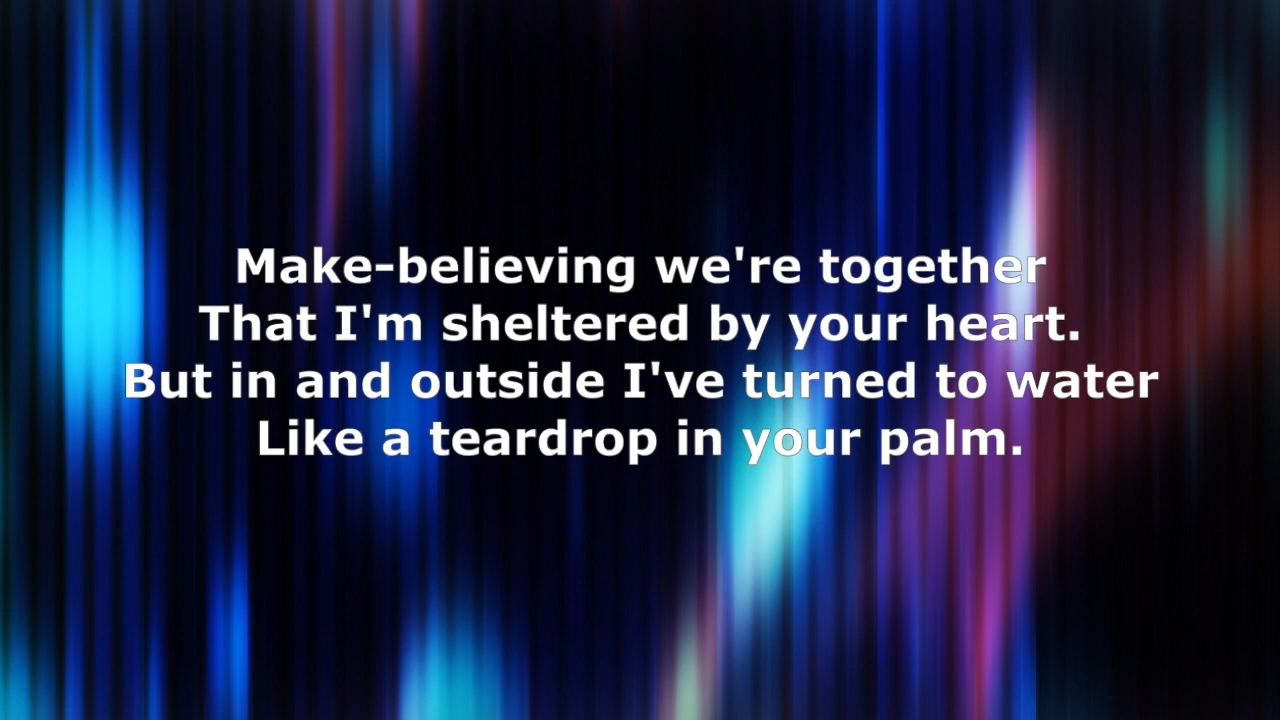 Make-believing we're together
That I'm sheltered by your heart.
But in and outside I've turned to water
Like a teardrop in your palm.